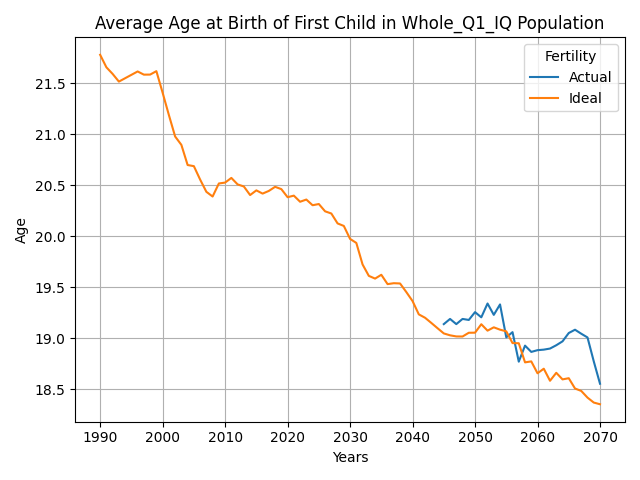 Average Age at Birth of First Child in Whole_Q1_IQ Population
Fertility
Actual
Ideal
21.5
21.0
20.5
20.0
19.5
19.0
18.5
Age
1990 2000 2010 2020 2030 2040 2050 2060 2070
Years